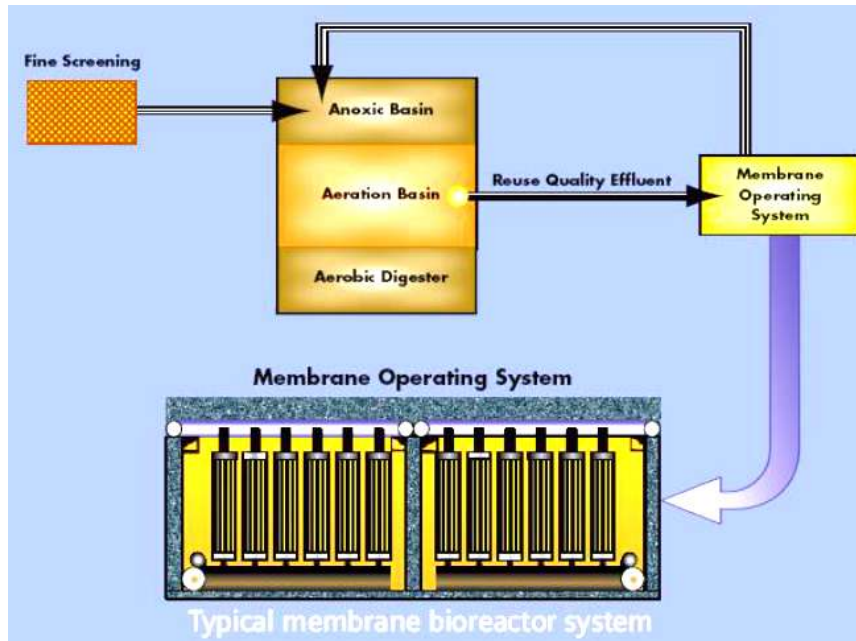 Fine Screening
Anoxic Basin
Aeration Basin
Reuse Quality Effluent
Membrane
Operating
System
Aerobic Digester
Membrane Operating System
Typical membrane bioreactor system